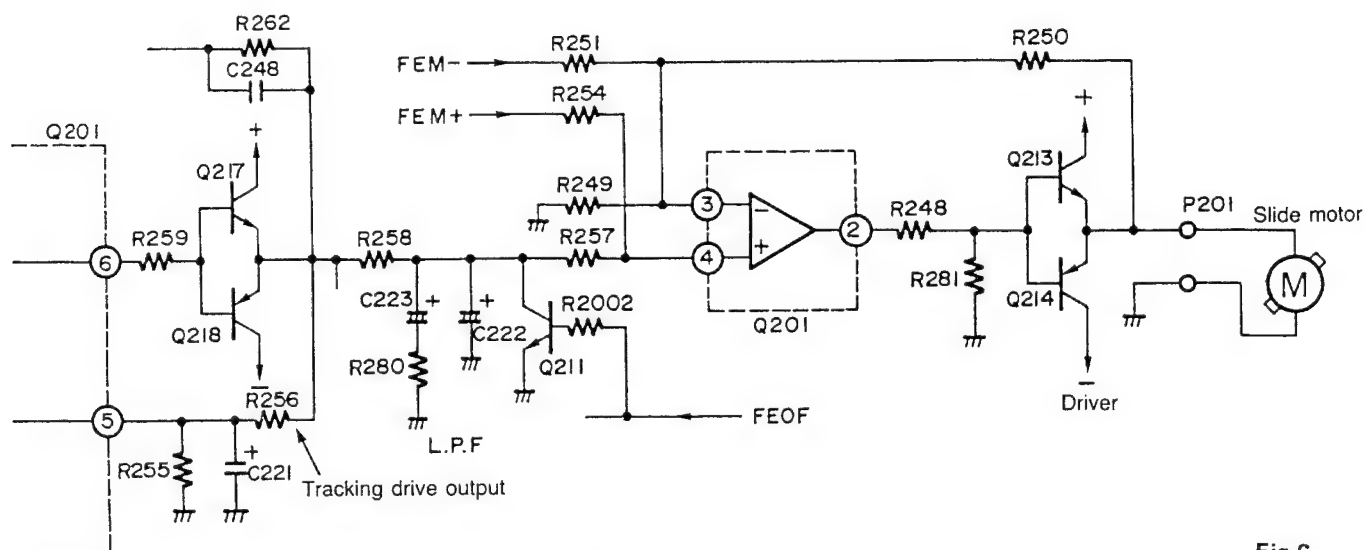 R262
C248
R251
R250
FEM-
R254
FEM+
Q201
+
Q217
+
Q213
R249
3
-
R248
P201
Slide motor
R259
R258
R257
6
4
+
2
M
C223 +
+
R2002
R281
Q214
Q218
C222
Q201
R280
Q211
-
R256
-
5
FEOF
Driver
L.P.F
+
R255
C221
Tracking drive output